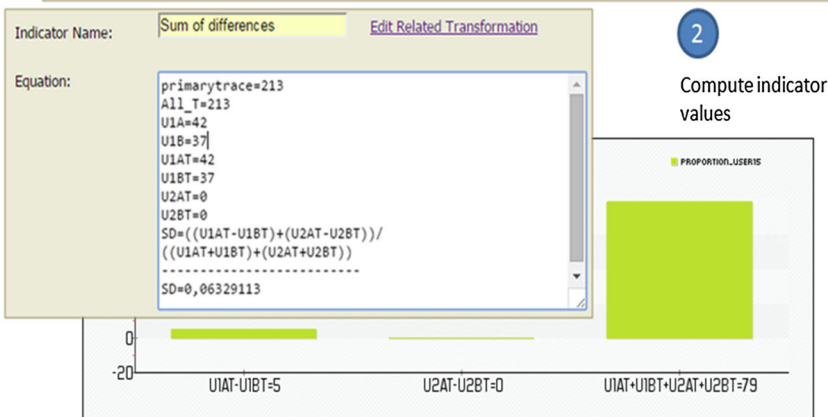 Indicator Name:
Sum of differences
Edit Related Transformation
Equation:
primarytrace=213
All_T=213
U1A=42
U1B=37
U1AT=42
U1BT=37
U2AT=0
U2BT=0
SD=((U1AT-U1BT)+(U2AT-U2BT))/
((U1AT+U1BT)+(U2AT+U2BT))
--------------------------
SD=0,06329113
2
Compute indicator
values
PROPORTION_USER15
0
-20
U1AT-U1BT=5
U2AT-U2BT=0
U1AT+U1BT+U2AT+U2BT=79